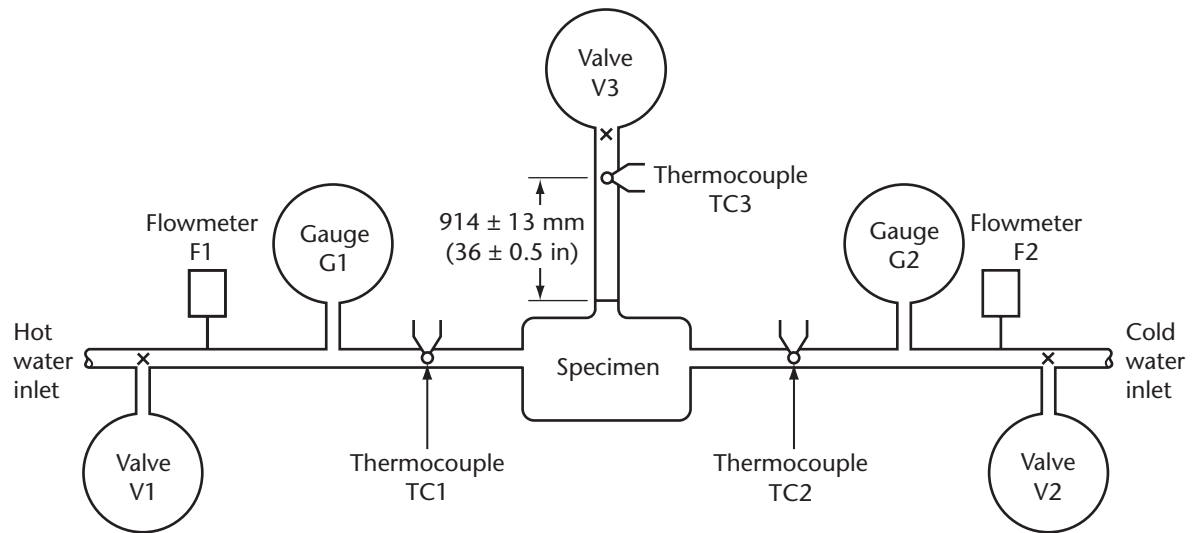 Valve
V3
Thermocouple
TC3
914 ± 13 mm
(36 ± 0.5 in)
Flowmeter
F1
Gauge
G1
Gauge
G2
Flowmeter
F2
Hot
water
inlet
Specimen
Cold
water
inlet
Valve
V1
Thermocouple
TC1
Thermocouple
TC2
Valve
V2